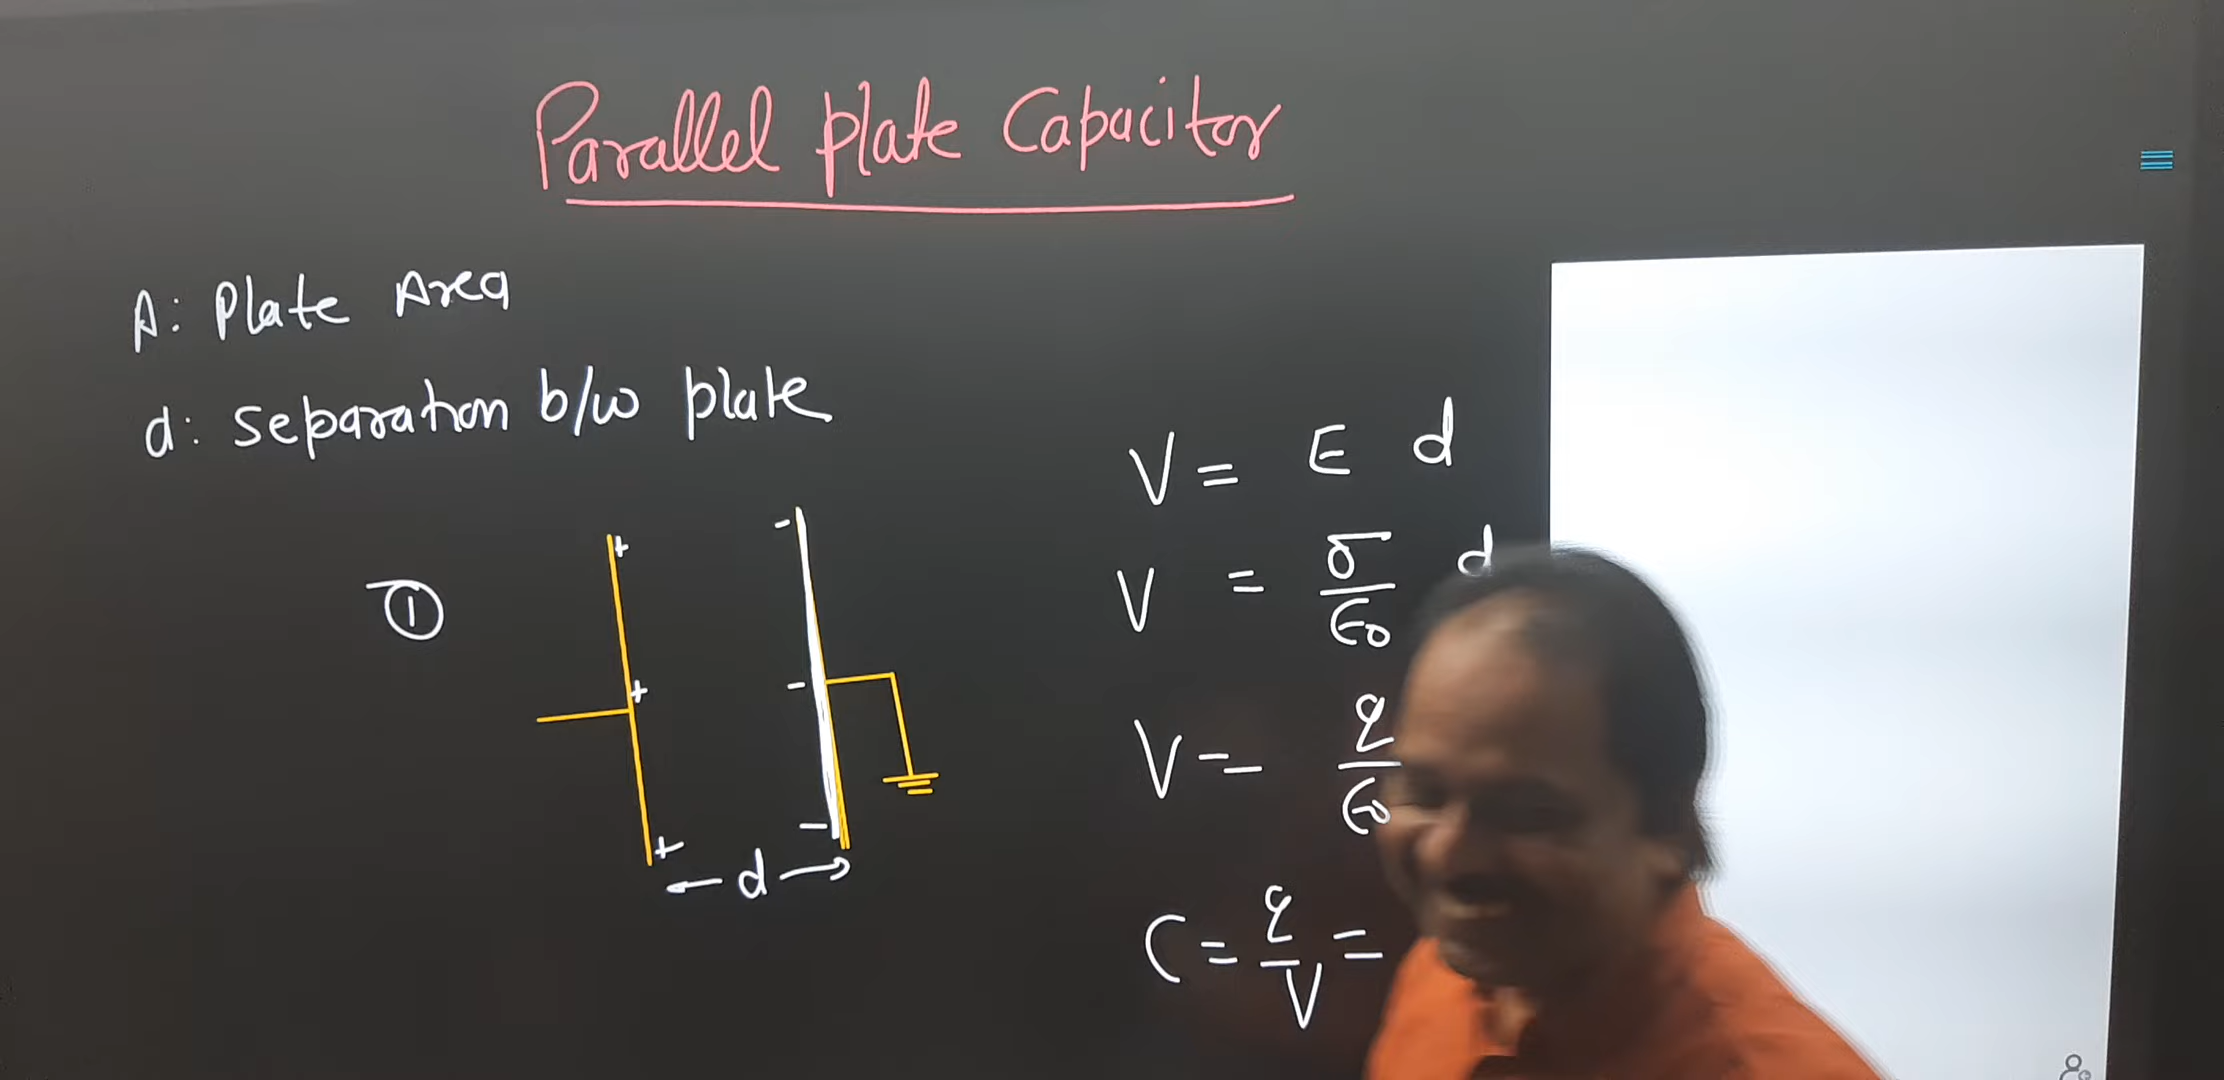 Parallel plate Capacitor
A: Plate Area
d: Separation b/w plate
①
+ + +
- - -
← d →
V = E d
V = σ/ε0 d
V = q/ε0
C = q/V =